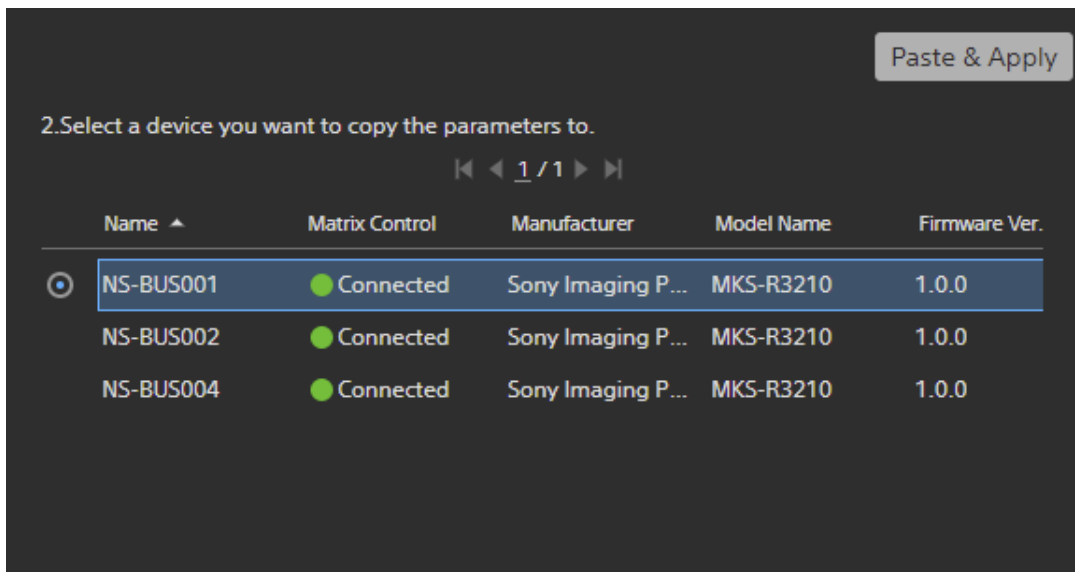 Paste & Apply
2.Select a device you want to copy the parameters to.
1 / 1
Name Matrix Control Manufacturer Model Name Firmware Ver.
NS-BUS001 Connected Sony Imaging P... MKS-R3210 1.0.0
NS-BUS002 Connected Sony Imaging P... MKS-R3210 1.0.0
NS-BUS004 Connected Sony Imaging P... MKS-R3210 1.0.0